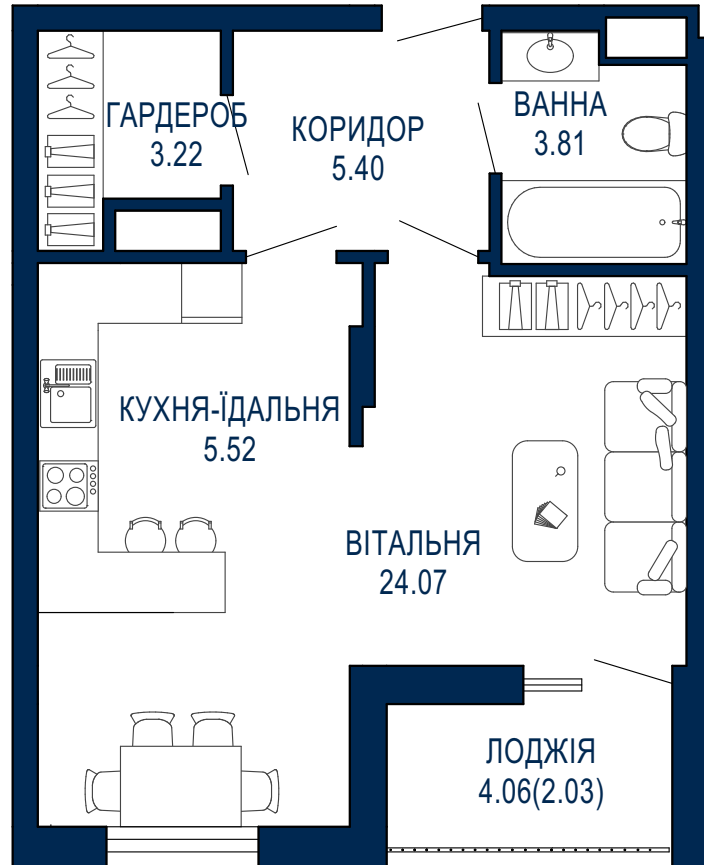 ГАРДЕРОБ
3.22
КОРИДОР
5.40
ВАННА
3.81
КУХНЯ-ЇДАЛЬНЯ
5.52
ВІТАЛЬНЯ
24.07
ЛОДЖІЯ
4.06(2.03)